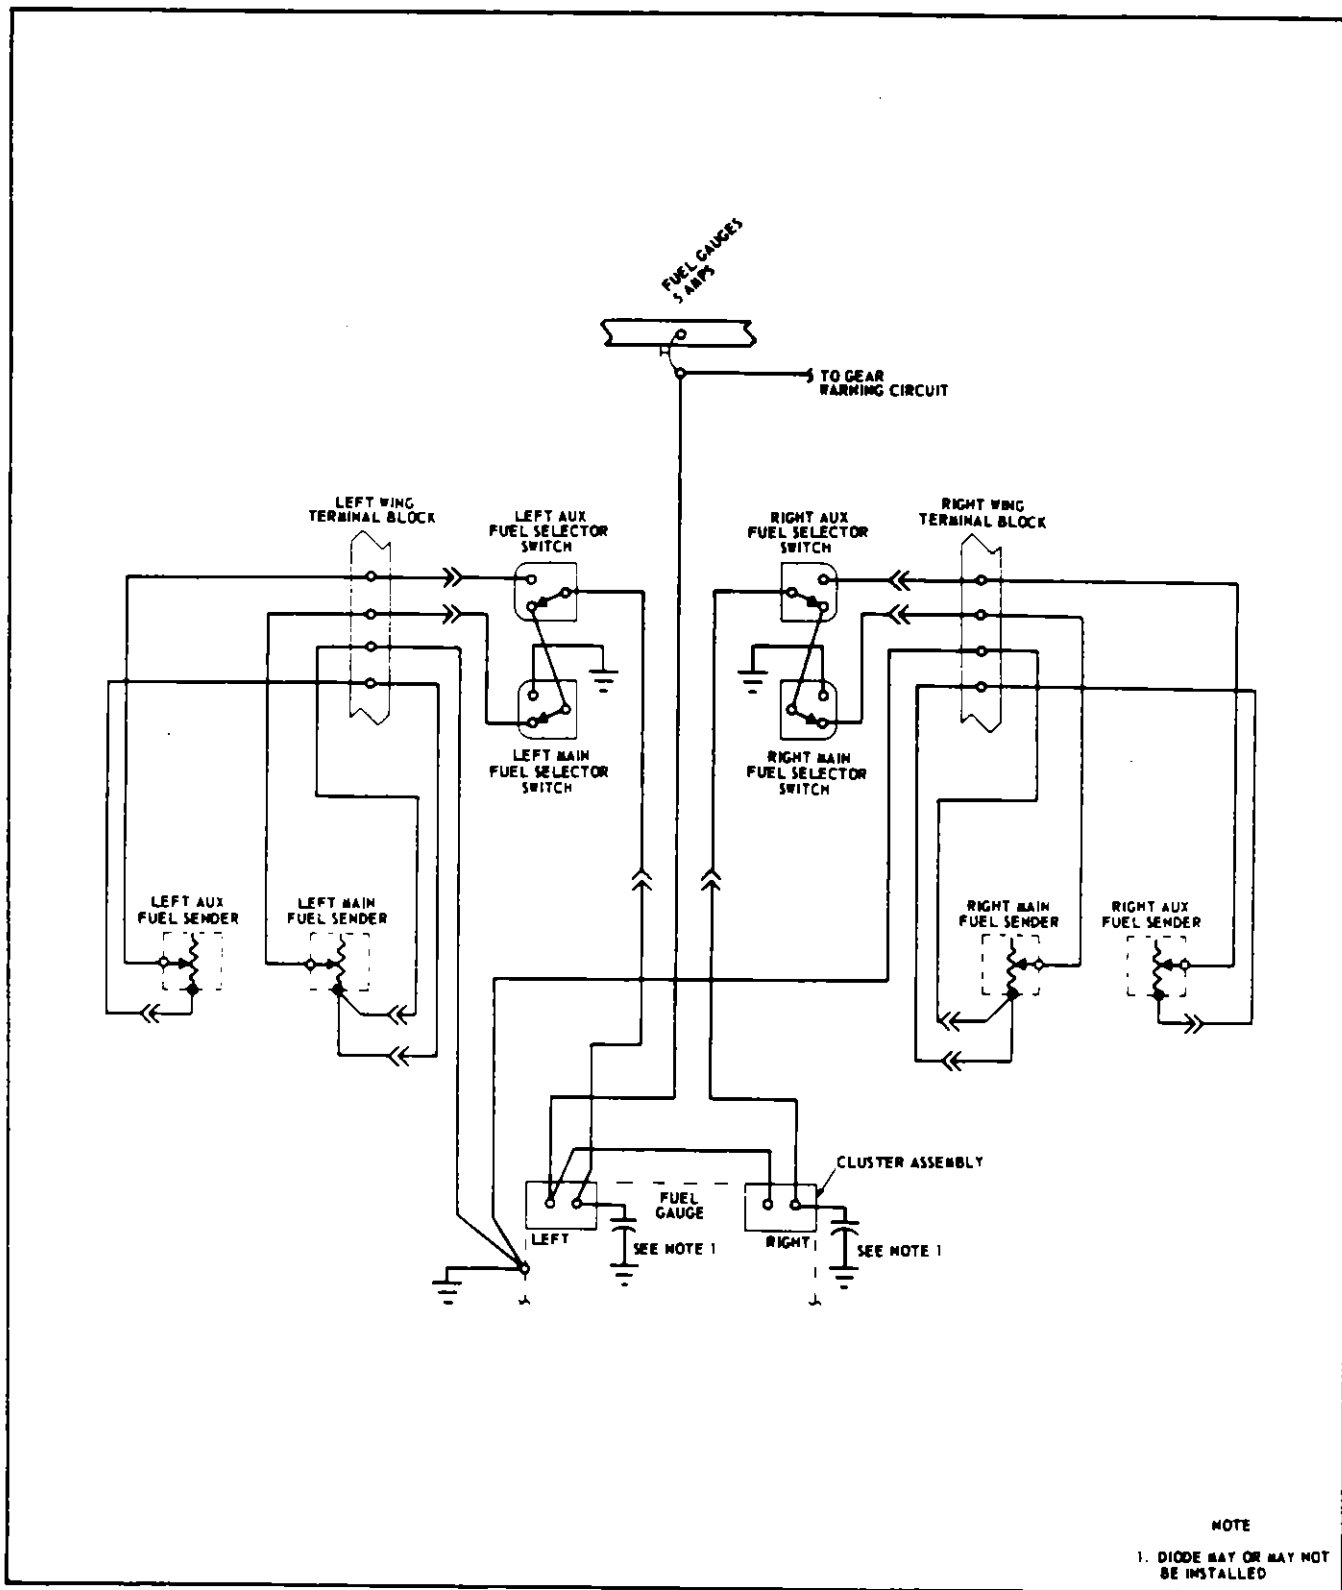 FUEL GAUGES
5 AMPS
TO GEAR
WARNING CIRCUIT
LEFT WING
TERMINAL BLOCK
LEFT AUX
FUEL SELECTOR
SWITCH
RIGHT AUX
FUEL SELECTOR
SWITCH
RIGHT WING
TERMINAL BLOCK
LEFT MAIN
FUEL SELECTOR
SWITCH
RIGHT MAIN
FUEL SELECTOR
SWITCH
LEFT AUX
FUEL SENDER
LEFT MAIN
FUEL SENDER
RIGHT MAIN
FUEL SENDER
RIGHT AUX
FUEL SENDER
CLUSTER ASSEMBLY
FUEL
GAUGE
LEFT
SEE NOTE 1
RIGHT
SEE NOTE 1
NOTE
1. DIODE MAY OR MAY NOT
BE INSTALLED